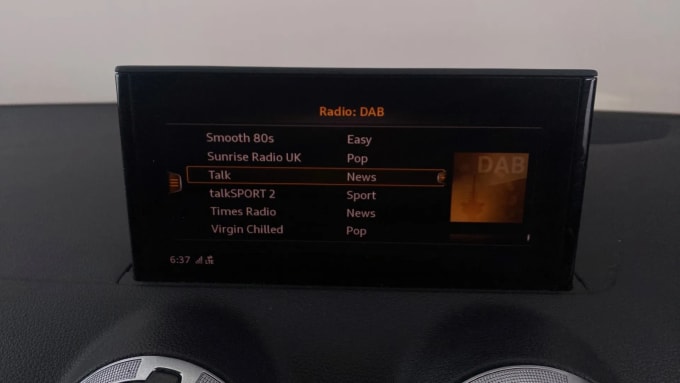 Radio: DAB
Smooth 80s Easy
Sunrise Radio UK Pop
Talk News
talkSPORT 2 Sport
Times Radio News
Virgin Chilled Pop
DAB
6:37 LTE